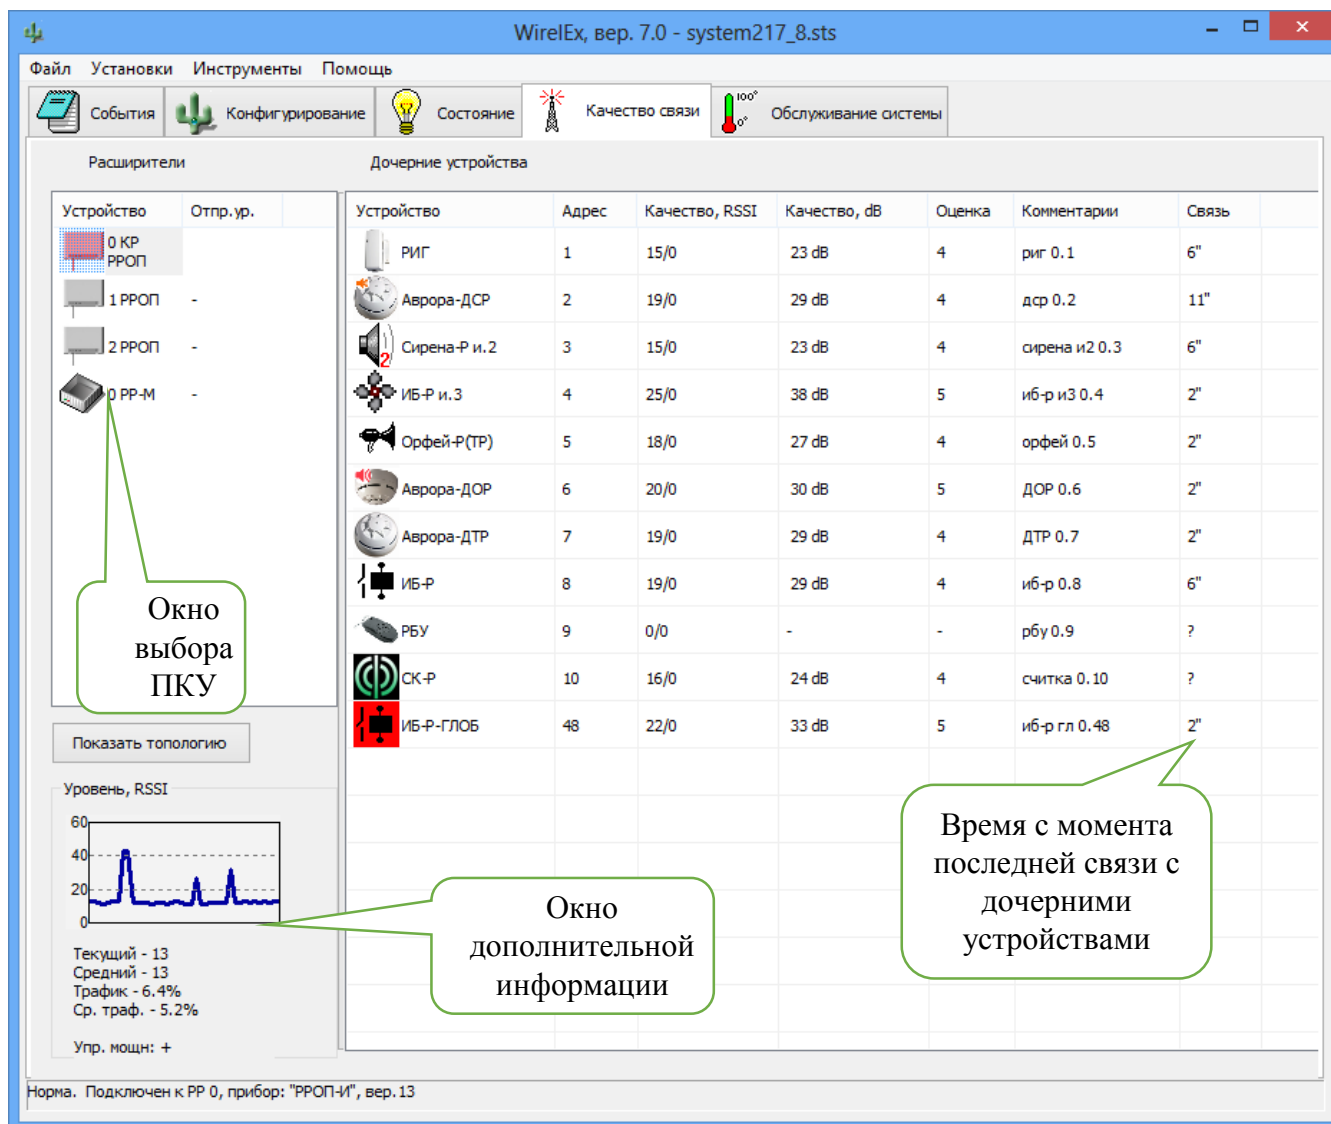 WirelEx, вер. 7.0 - system217_8.sts
Файл Установки Инструменты Помощь
События Конфигурирование Состояние Качество связи 100° 0° Обслуживание системы
Расширители Дочерние устройства
Устройство Отпр.ур.
0 КР
РРОП
1 РРОП -
2 РРОП -
0 РР-М -
Окно
выбора
ПКУ
Показать топологию
Уровень, RSSI
60
40
20
0
Текущий - 13
Средний - 13
Трафик - 6.4%
Ср. траф. - 5.2%
Упр. мощн: +
Устройство Адрес Качество, RSSI Качество, dB Оценка Комментарии Связь
РИГ 1 15/0 23 dB 4 риг 0.1 6"
Аврора-ДСР 2 19/0 29 dB 4 дср 0.2 11"
2 Сирена-Р и.2 3 15/0 23 dB 4 сирена и2 0.3 6"
ИБ-Р и.3 4 25/0 38 dB 5 иб-р и3 0.4 2"
Орфей-Р(ТР) 5 18/0 27 dB 4 орфей 0.5 2"
Аврора-ДОР 6 20/0 30 dB 5 ДОР 0.6 2"
Аврора-ДТР 7 19/0 29 dB 4 ДТР 0.7 2"
ИБ-Р 8 19/0 29 dB 4 иб-р 0.8 6"
РБУ 9 0/0 - - рбу 0.9 ?
СК-Р 10 16/0 24 dB 4 считка 0.10 ?
ИБ-Р-ГЛОБ 48 22/0 33 dB 5 иб-р гл 0.48 2"
Время с момента
последней связи с
дочерними
устройствами
Окно
дополнительной
информации
Норма. Подключен к РР 0, прибор: "РРОП-И", вер.13